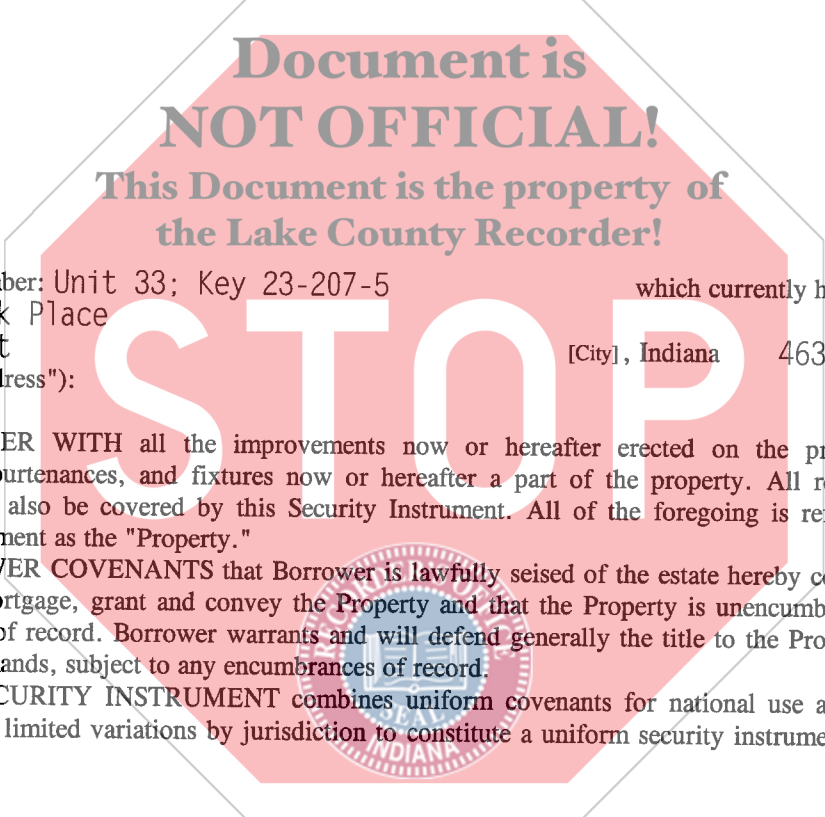 Document is
NOT OFFICIAL!
This Document is the property of
the Lake County Recorder!
ber: Unit 33; Key 23-207-5 which currently h
k Place
t [City], Indiana 463
ress"):
STOP
ER WITH all the improvements now or hereafter erected on the pr
urtenances, and fixtures now or hereafter a part of the property. All r
also be covered by this Security Instrument. All of the foregoing is re
ment as the "Property."
VER COVENANTS that Borrower is lawfully seised of the estate hereby c
rtgage, grant and convey the Property and that the Property is unencumb
of record. Borrower warrants and will defend generally the title to the Pro
ands, subject to any encumbrances of record.
CURITY INSTRUMENT combines uniform covenants for national use a
limited variations by jurisdiction to constitute a uniform security instrume
SEAL
INDIANA